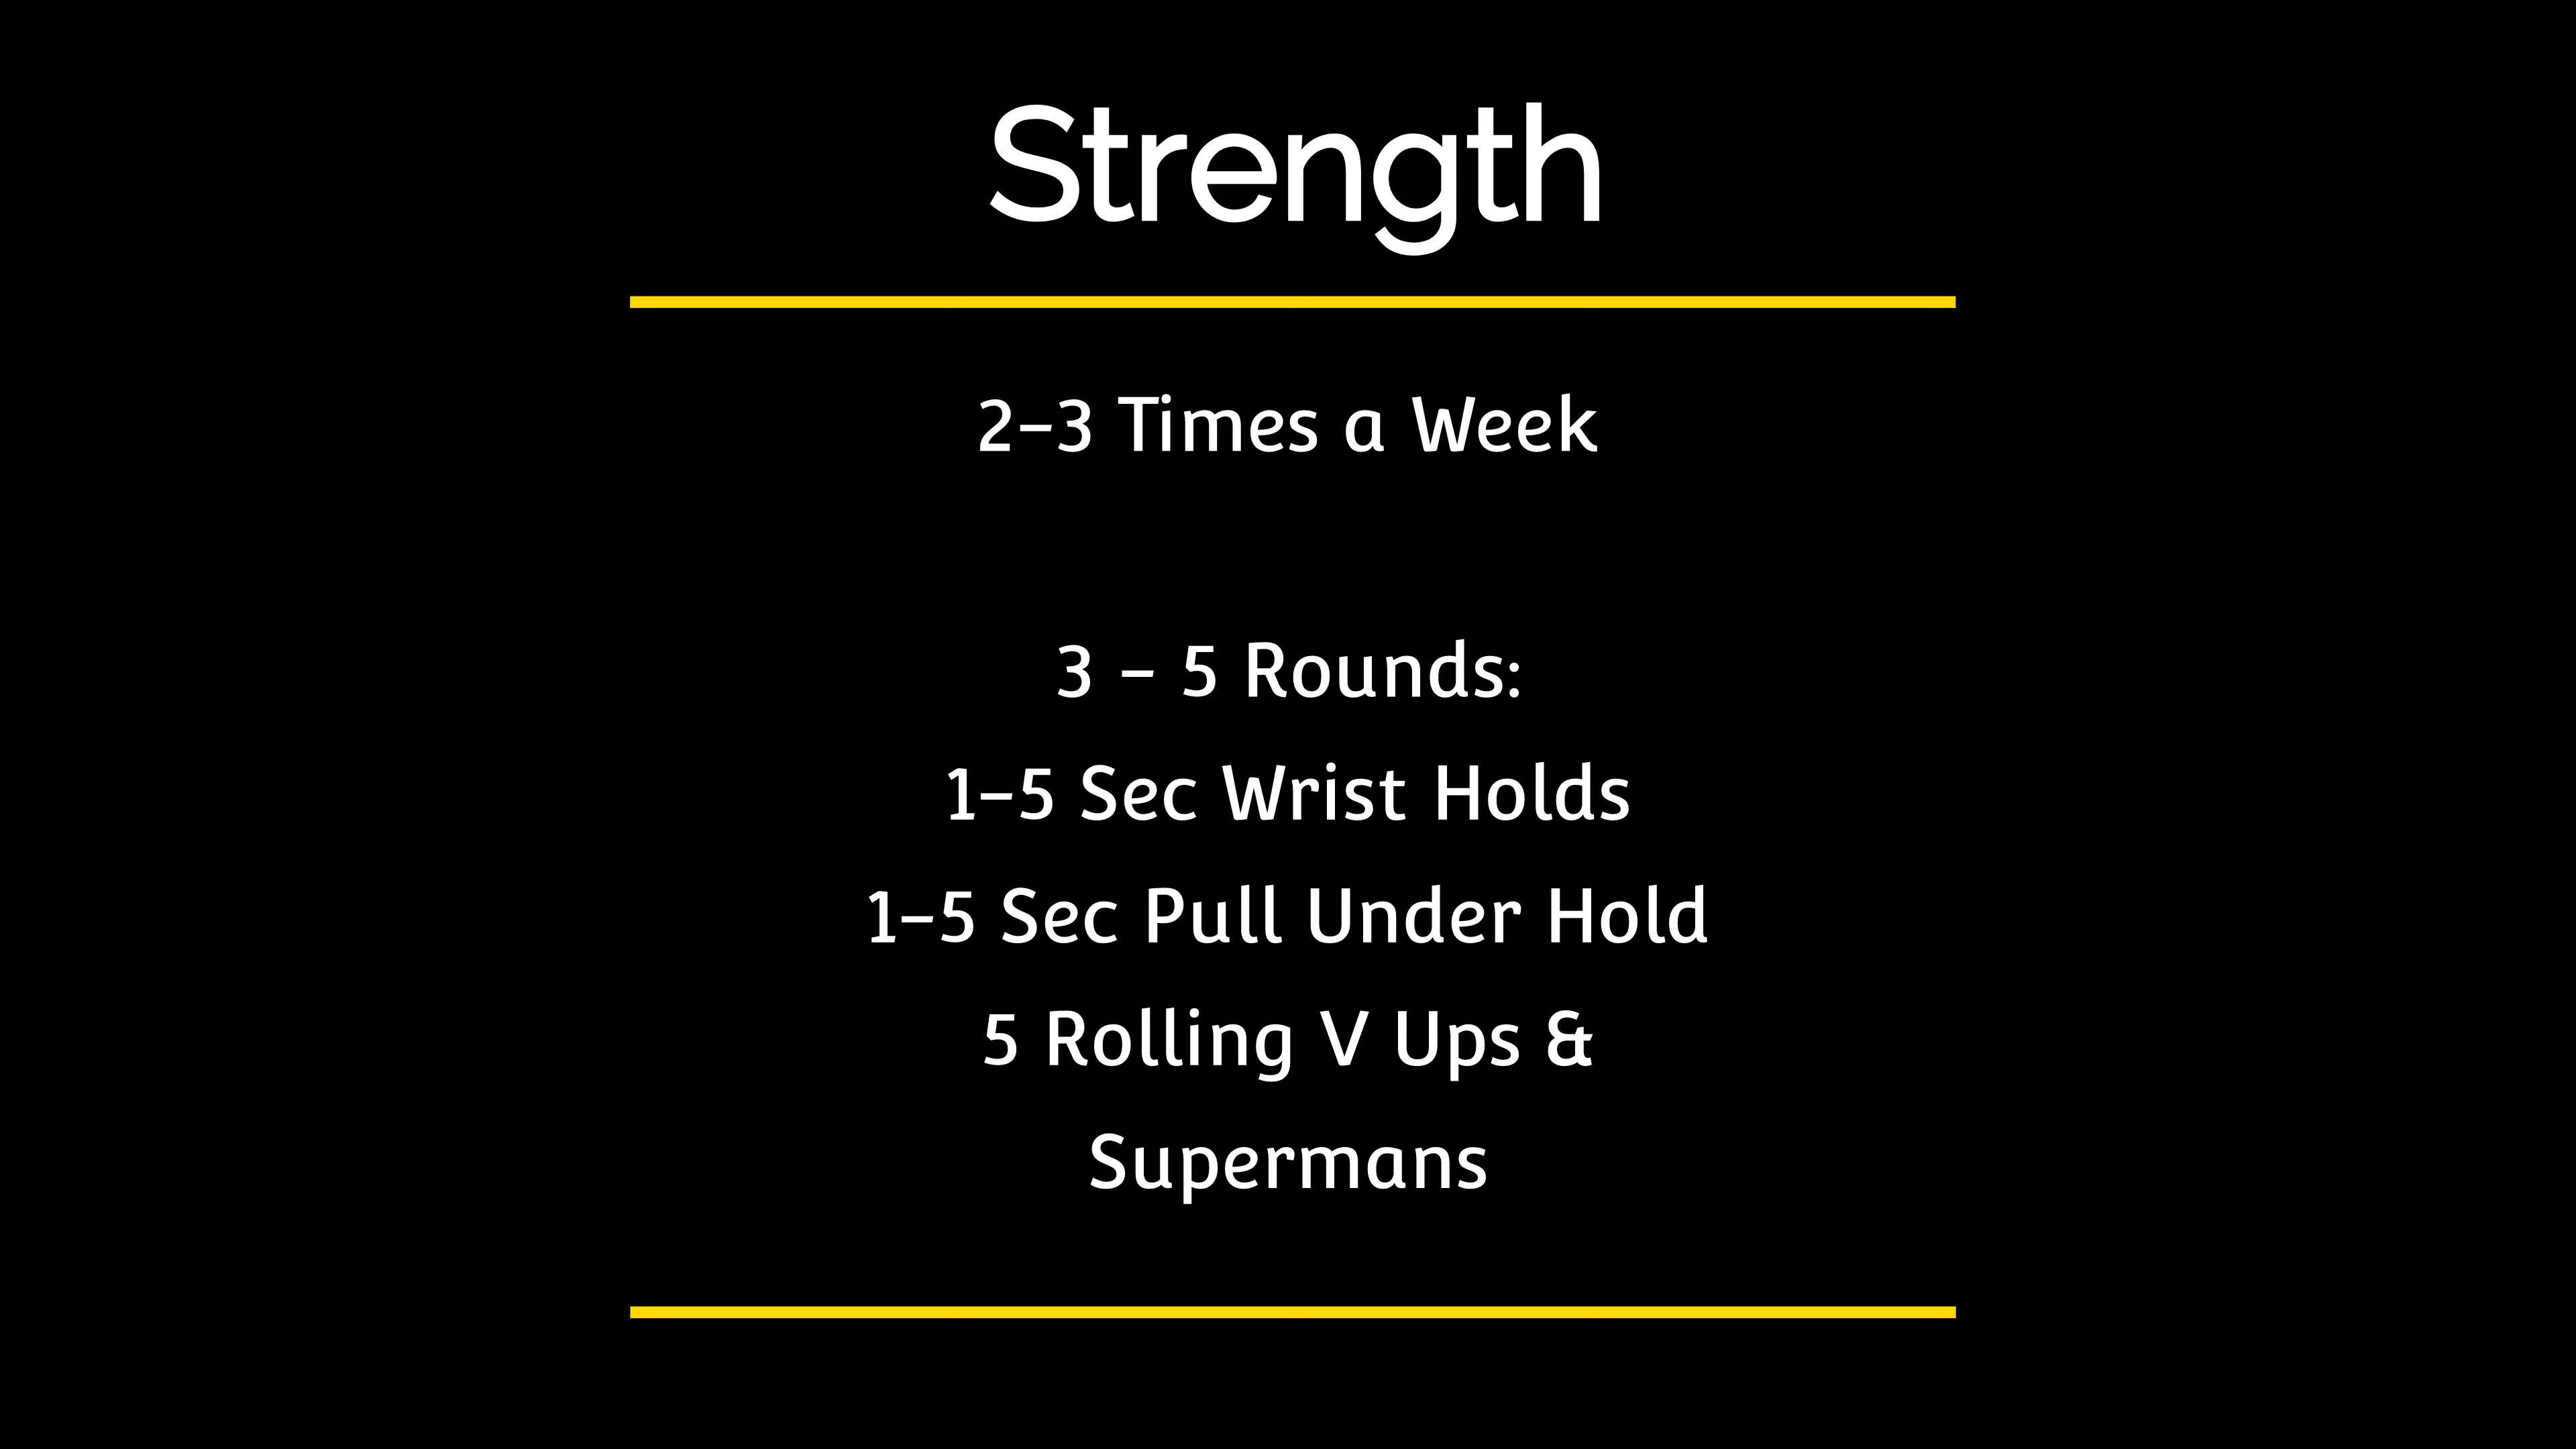 Strength
2–3 Times a Week
3 – 5 Rounds:
1–5 Sec Wrist Holds
1–5 Sec Pull Under Hold
5 Rolling V Ups &
Supermans